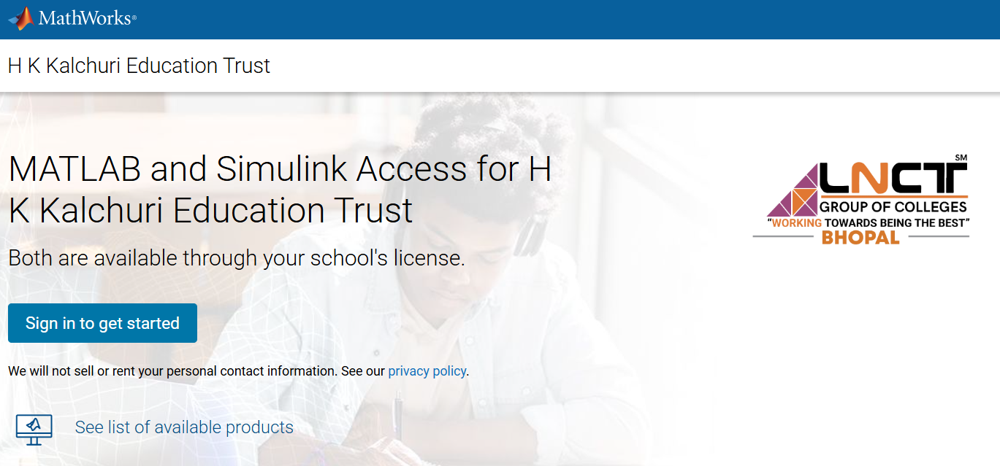 MathWorks®
H K Kalchuri Education Trust
MATLAB and Simulink Access for H
K Kalchuri Education Trust
Both are available through your school's license.
Sign in to get started
We will not sell or rent your personal contact information. See our privacy policy.
See list of available products
LNCT SM
GROUP OF COLLEGES
“WORKING TOWARDS BEING THE BEST”
BHOPAL